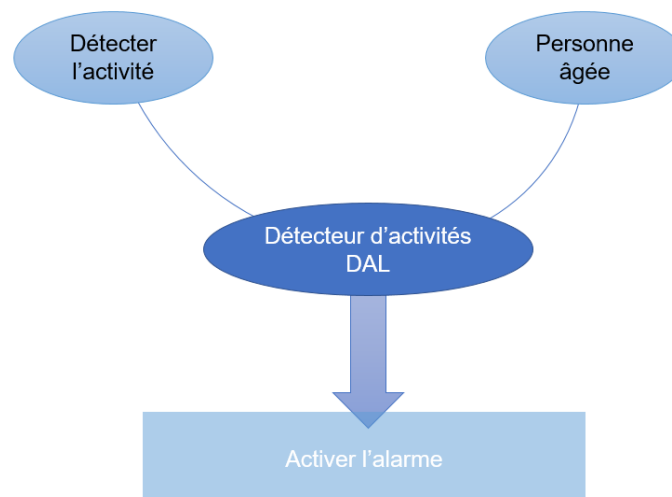 Détecter
l'activité
Personne
âgée
Détecteur d'activités
DAL
Activer l'alarme